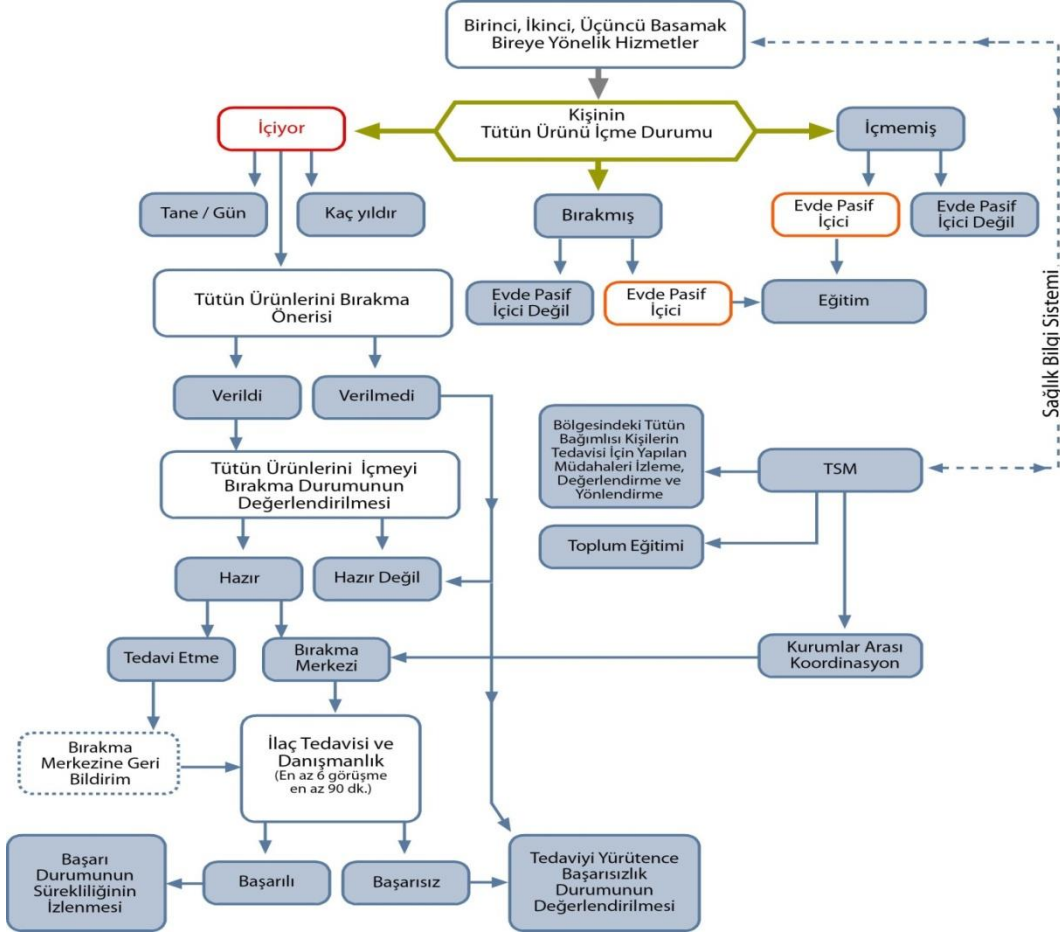 Birinci, İkinci, Üçüncü Basamak
Bireye Yönelik Hizmetler
Kişinin
Tütün Ürünü İçme Durumu
İçiyor
İçmemiş
Tane / Gün
Kaç yıldır
Bırakmış
Evde Pasif
İçici
Evde Pasif
İçici Değil
Tütün Ürünlerini Bırakma
Önerisi
Evde Pasif
İçici Değil
Evde Pasif
İçici
Eğitim
Sağlık Bilgi Sistemi
Verildi
Verilmedi
Bölgesindeki Tütün
Bağımlısı Kişilerin
Tedavisi İçin Yapılan
Müdahaleri İzleme,
Değerlendirme ve
Yönlendirme
TSM
Tütün Ürünlerini İçmeyi
Bırakma Durumunun
Değerlendirilmesi
Toplum Eğitimi
Hazır
Hazır Değil
Tedavi Etme
Bırakma
Merkezi
Kurumlar Arası
Koordinasyon
Bırakma
Merkezine Geri
Bildirim
İlaç Tedavisi ve
Danışmanlık
(En az 6 görüşme
en az 90 dk.)
Başarı
Durumunun
Sürekliliğinin
İzlenmesi
Başarılı
Başarısız
Tedaviyi Yürütence
Başarısızlık
Durumunun
Değerlendirilmesi